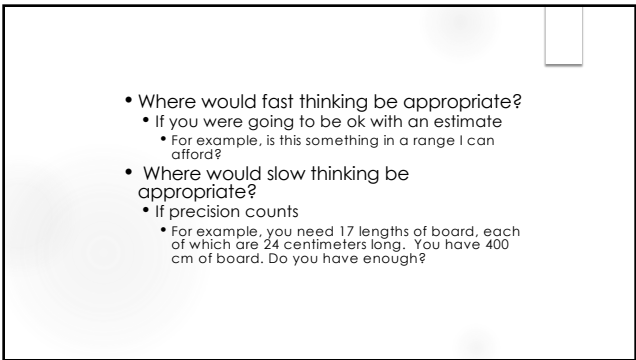 • Where would fast thinking be appropriate?
• If you were going to be ok with an estimate
• For example, is this something in a range I can
afford?
• Where would slow thinking be
appropriate?
• If precision counts
• For example, you need 17 lengths of board, each
of which are 24 centimeters long. You have 400
cm of board. Do you have enough?